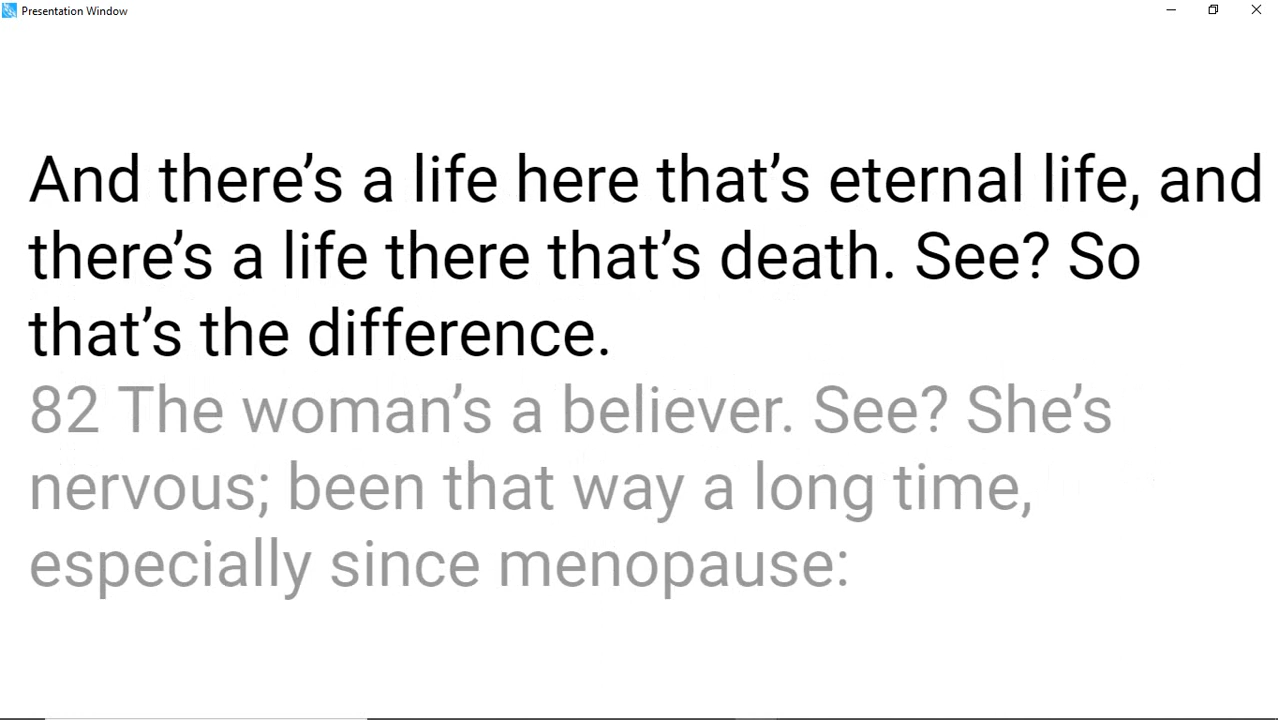 Presentation Window
And there’s a life here that’s eternal life, and
there’s a life there that’s death. See? So
that’s the difference.
82 The woman’s a believer. See? She’s
nervous; been that way a long time,
especially since menopause: